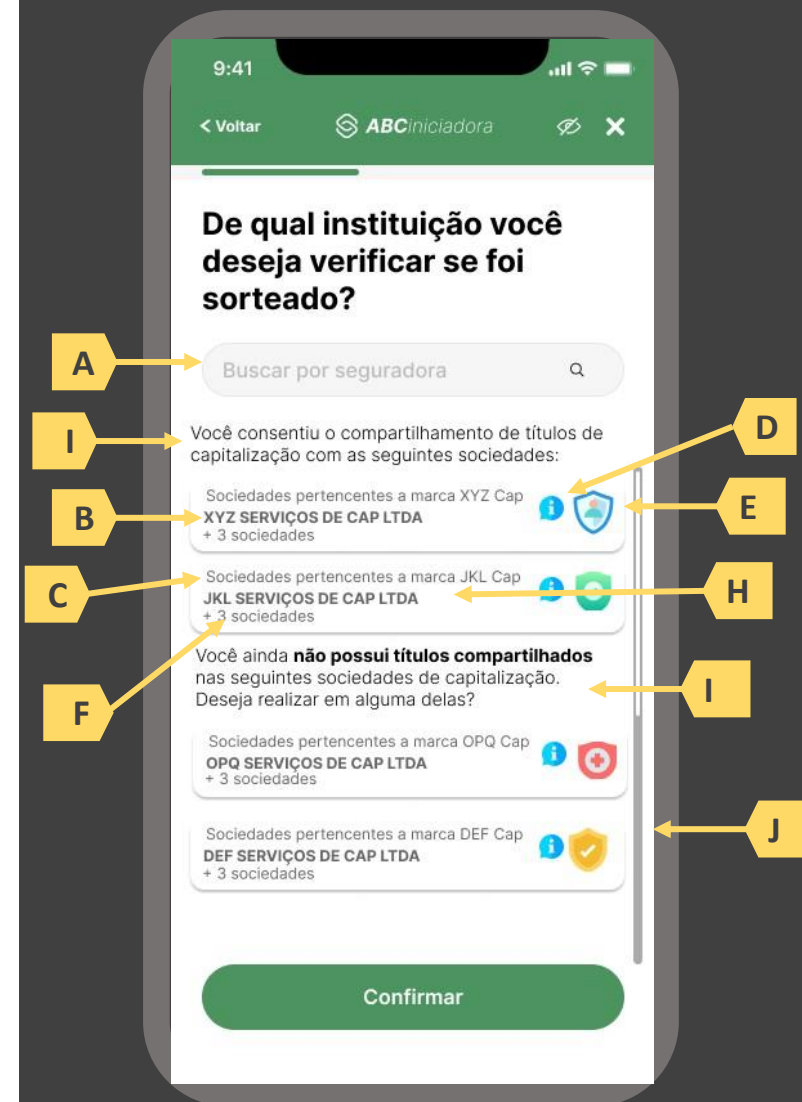 9:41
< Voltar
ABCiniciadora
De qual instituição você
deseja verificar se foi
sorteado?
A
Buscar por seguradora
I
Você consentiu o compartilhamento de títulos de
capitalização com as seguintes sociedades:
D
Sociedades pertencentes a marca XYZ Cap
B
XYZ SERVIÇOS DE CAP LTDA
+ 3 sociedades
i
E
C
Sociedades pertencentes a marca JKL Cap
JKL SERVIÇOS DE CAP LTDA
+ 3 sociedades
i
H
F
Você ainda não possui títulos compartilhados
nas seguintes sociedades de capitalização.
Deseja realizar em alguma delas?
I
Sociedades pertencentes a marca OPQ Cap
OPQ SERVIÇOS DE CAP LTDA
+ 3 sociedades
i
J
Sociedades pertencentes a marca DEF Cap
DEF SERVIÇOS DE CAP LTDA
+ 3 sociedades
i
Confirmar